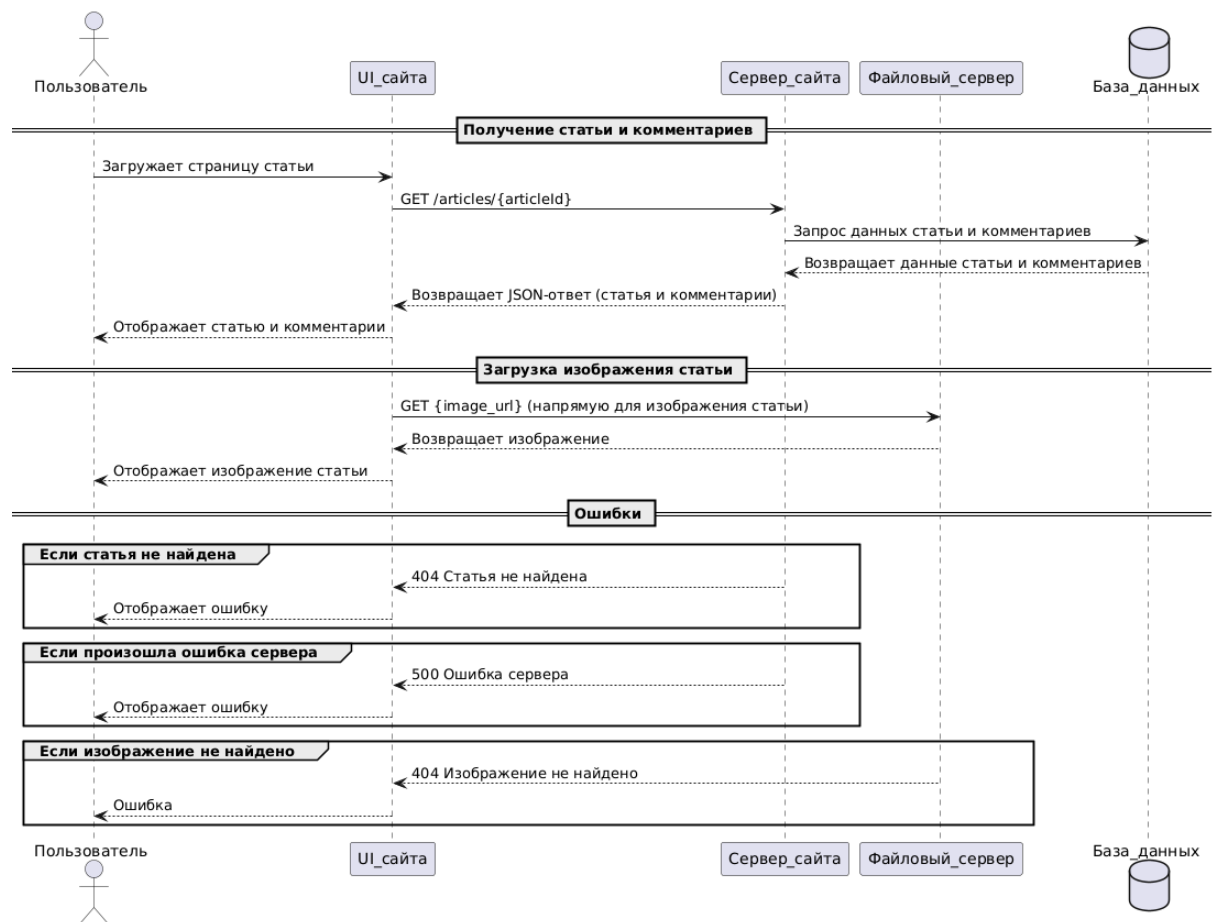 Пользователь
UI_сайта
Сервер_сайта
Файловый_сервер
База_данных
Получение статьи и комментариев
Загружает страницу статьи
GET /articles/{articleId}
Запрос данных статьи и комментариев
Возвращает данные статьи и комментариев
Возвращает JSON-ответ (статья и комментарии)
Отображает статью и комментарии
Загрузка изображения статьи
GET {image_url} (напрямую для изображения статьи)
Возвращает изображение
Отображает изображение статьи
Ошибки
Если статья не найдена
404 Статья не найдена
Отображает ошибку
Если произошла ошибка сервера
500 Ошибка сервера
Отображает ошибку
Если изображение не найдено
404 Изображение не найдено
Ошибка
Пользователь
UI_сайта
Сервер_сайта
Файловый_сервер
База_данных